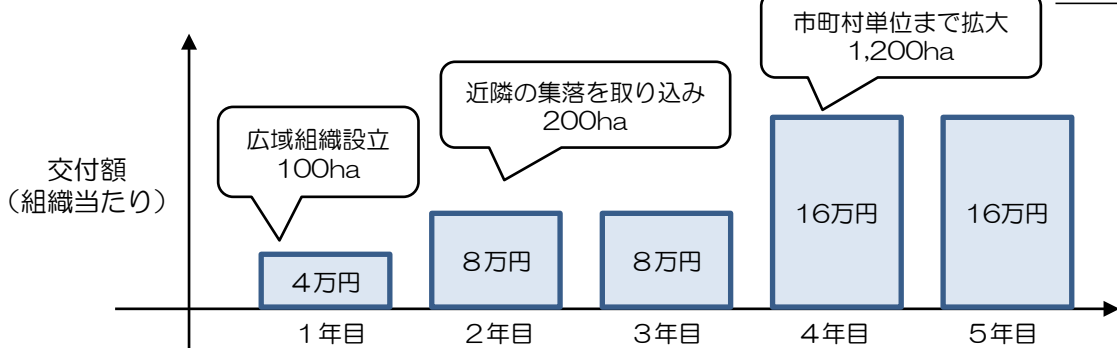 市町村単位まで拡大
1,200ha
近隣の集落を取り込み
200ha
広域組織設立
100ha
交付額
（組織当たり）
4万円
8万円
8万円
16万円
16万円
1年目
2年目
3年目
4年目
5年目